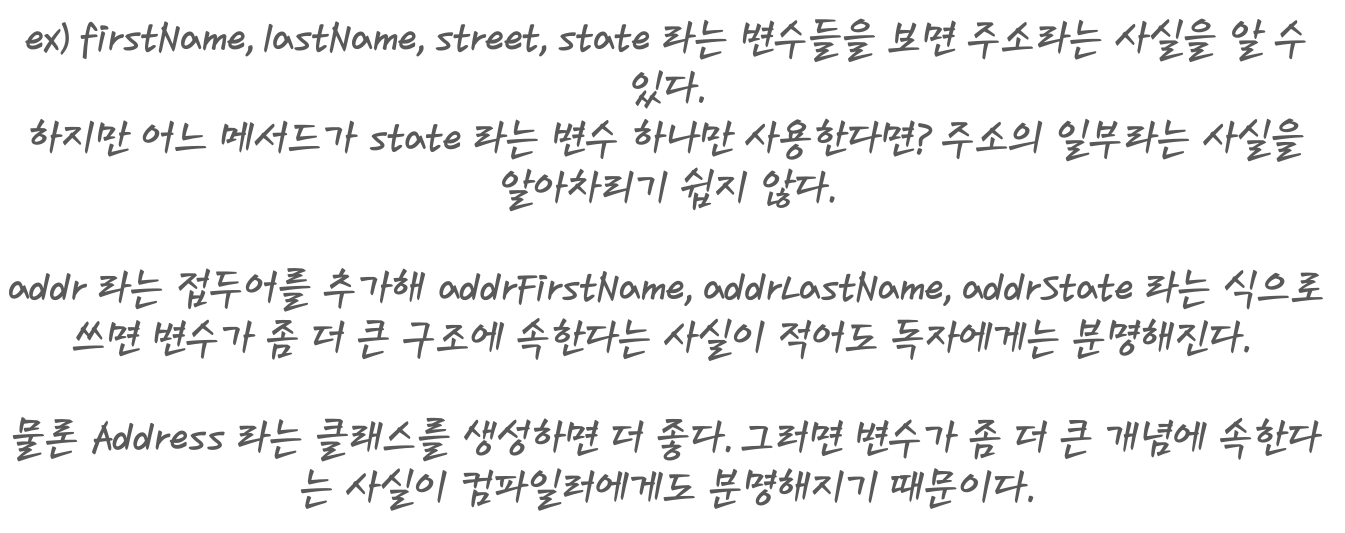 ex) firstName, lastName, street, state 라는 변수들을 보면 주소라는 사실을 알 수
있다.
하지만 어느 메서드가 state 라는 변수 하나만 사용한다면? 주소의 일부라는 사실을
알아차리기 쉽지 않다.
addr 라는 접두어를 추가해 addrFirstName, addrLastName, addrState 라는 식으로
쓰면 변수가 좀 더 큰 구조에 속한다는 사실이 적어도 독자에게는 분명해진다.
물론 Address 라는 클래스를 생성하면 더 좋다. 그러면 변수가 좀 더 큰 개념에 속한다
는 사실이 컴파일러에게도 분명해지기 때문이다.